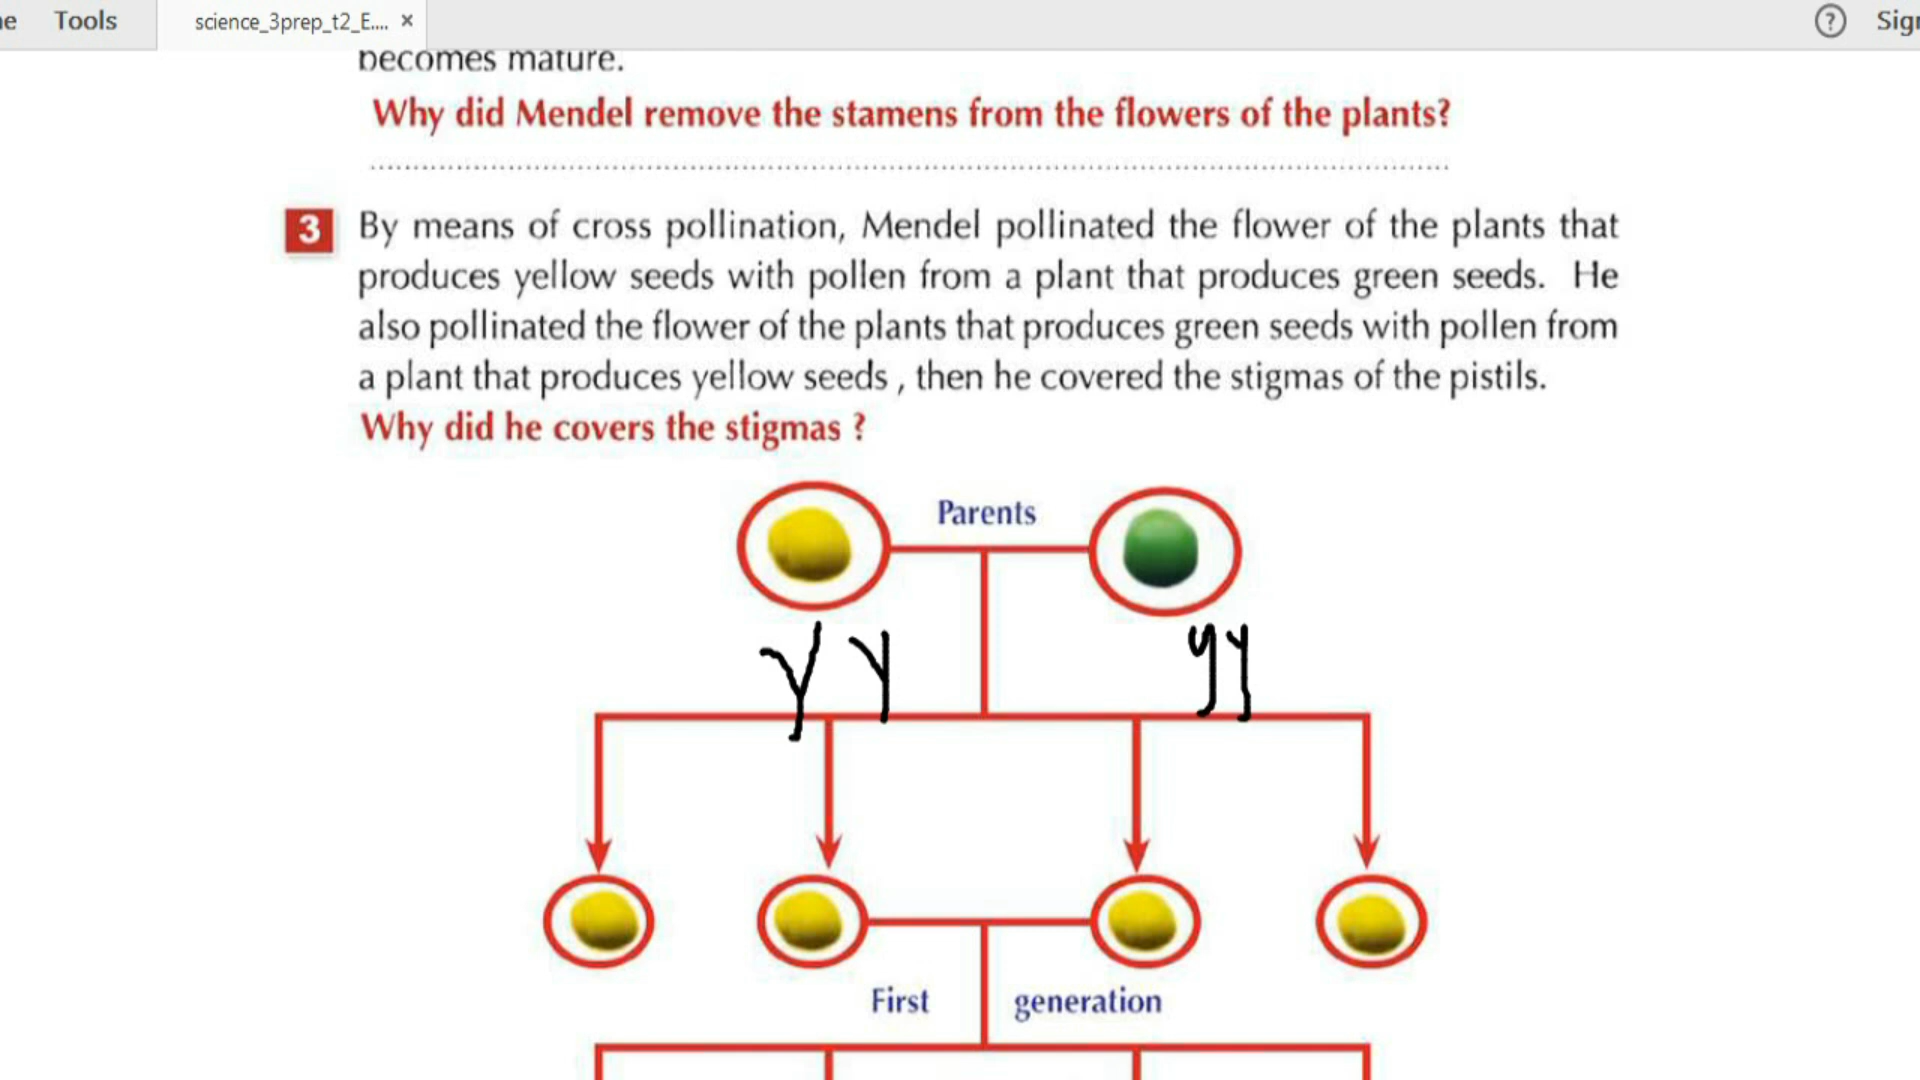 Tools science_3prep_t2_E.... × ?
becomes mature.
Why did Mendel remove the stamens from the flowers of the plants?
3 By means of cross pollination, Mendel pollinated the flower of the plants that
produces yellow seeds with pollen from a plant that produces green seeds. He
also pollinated the flower of the plants that produces green seeds with pollen from
a plant that produces yellow seeds , then he covered the stigmas of the pistils.
Why did he covers the stigmas ?
Parents
YY yy
First generation